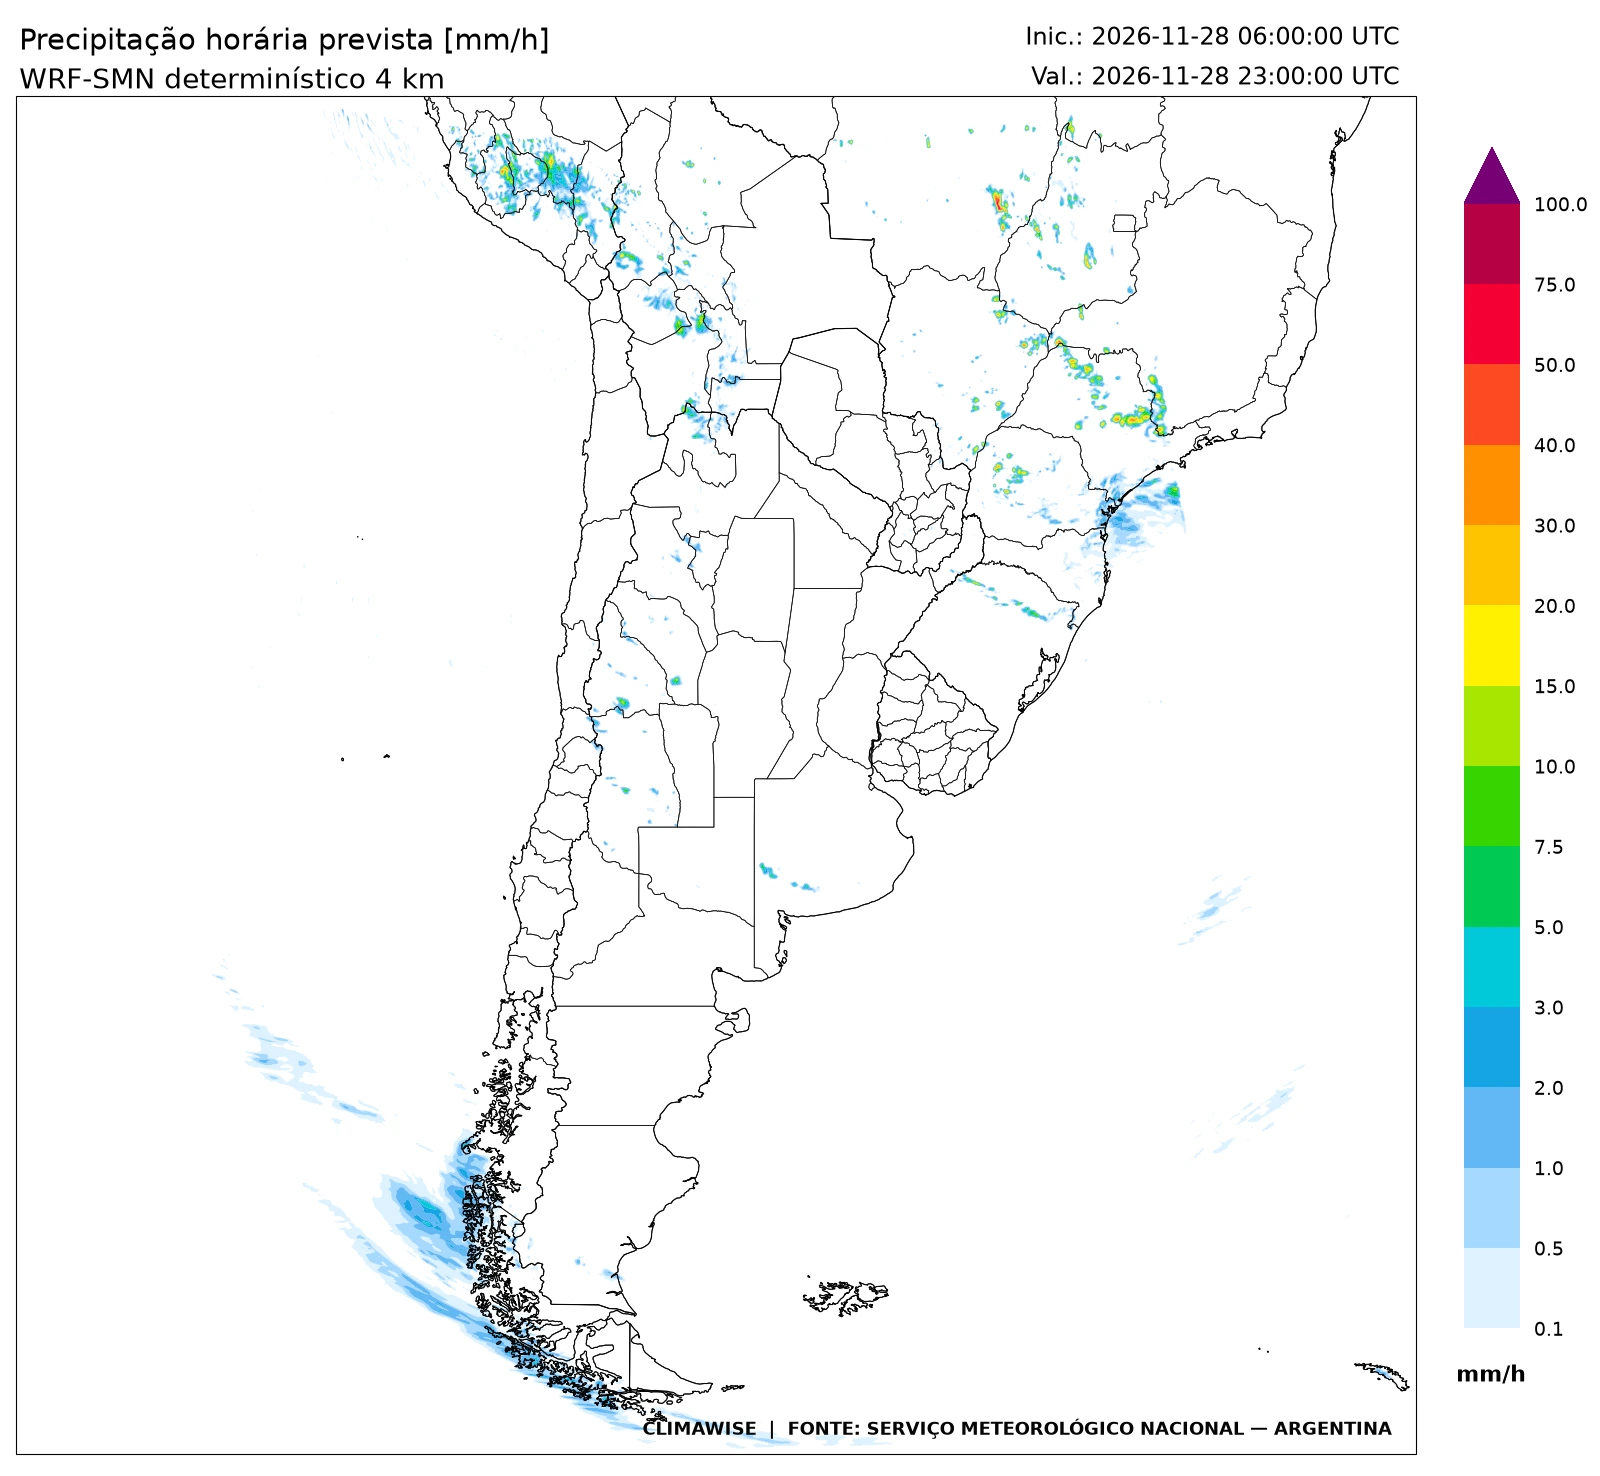 Precipitação horária prevista [mm/h]
WRF-SMN determinístico 4 km
Inic.: 2026-11-28 06:00:00 UTC
Val.: 2026-11-28 23:00:00 UTC
100.0
75.0
50.0
40.0
30.0
20.0
15.0
10.0
7.5
5.0
3.0
2.0
1.0
0.5
0.1
mm/h
CLIMAWISE | FONTE: SERVIÇO METEOROLÓGICO NACIONAL — ARGENTINA